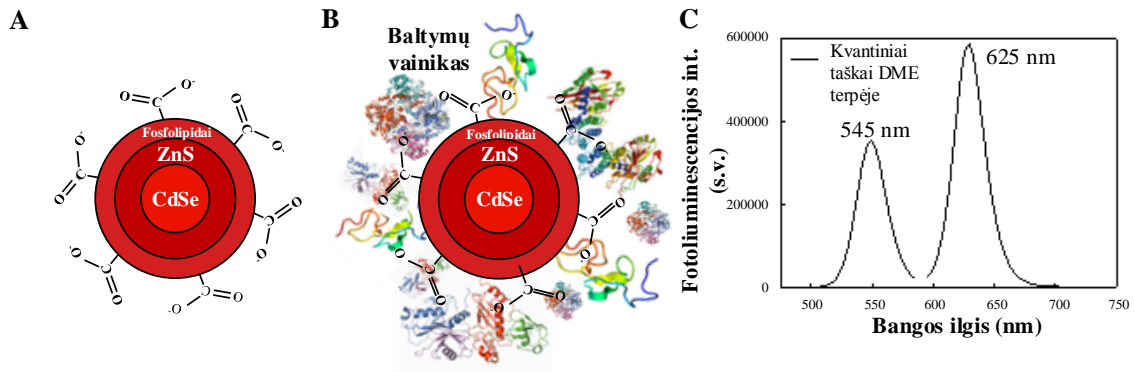 A
O
C
O-
O
C
O-
Fosfolipidai
ZnS
CdSe
O
C
O-
O
C
O-
O-
C
O
O-
C
O
O-
C
O
B
Baltymų
vainikas
O
C
O-
C
O-
O-
C
O
Fosfolipidai
ZnS
CdSe
O
C
O-
O-
C
O
O-
C
O
C
Fotoliuminescencijos int.
(s.v.)
600000
400000
200000
0
Kvantiniai
taškai DME
terpėje
545 nm
625 nm
500
550
600
650
700
750
Bangos ilgis (nm)